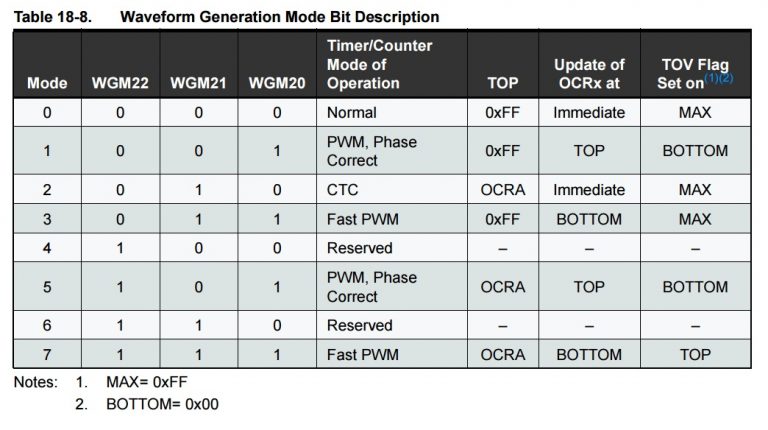 Table 18-8. Waveform Generation Mode Bit Description
Mode WGM22 WGM21 WGM20 Timer/Counter Mode of Operation TOP Update of OCRx at TOV Flag Set on(1)(2)
0 0 0 0 Normal 0xFF Immediate MAX
1 0 0 1 PWM, Phase Correct 0xFF TOP BOTTOM
2 0 1 0 CTC OCRA Immediate MAX
3 0 1 1 Fast PWM 0xFF BOTTOM MAX
4 1 0 0 Reserved – – –
5 1 0 1 PWM, Phase Correct OCRA TOP BOTTOM
6 1 1 0 Reserved – – –
7 1 1 1 Fast PWM OCRA BOTTOM TOP
Notes: 1. MAX= 0xFF
2. BOTTOM= 0x00